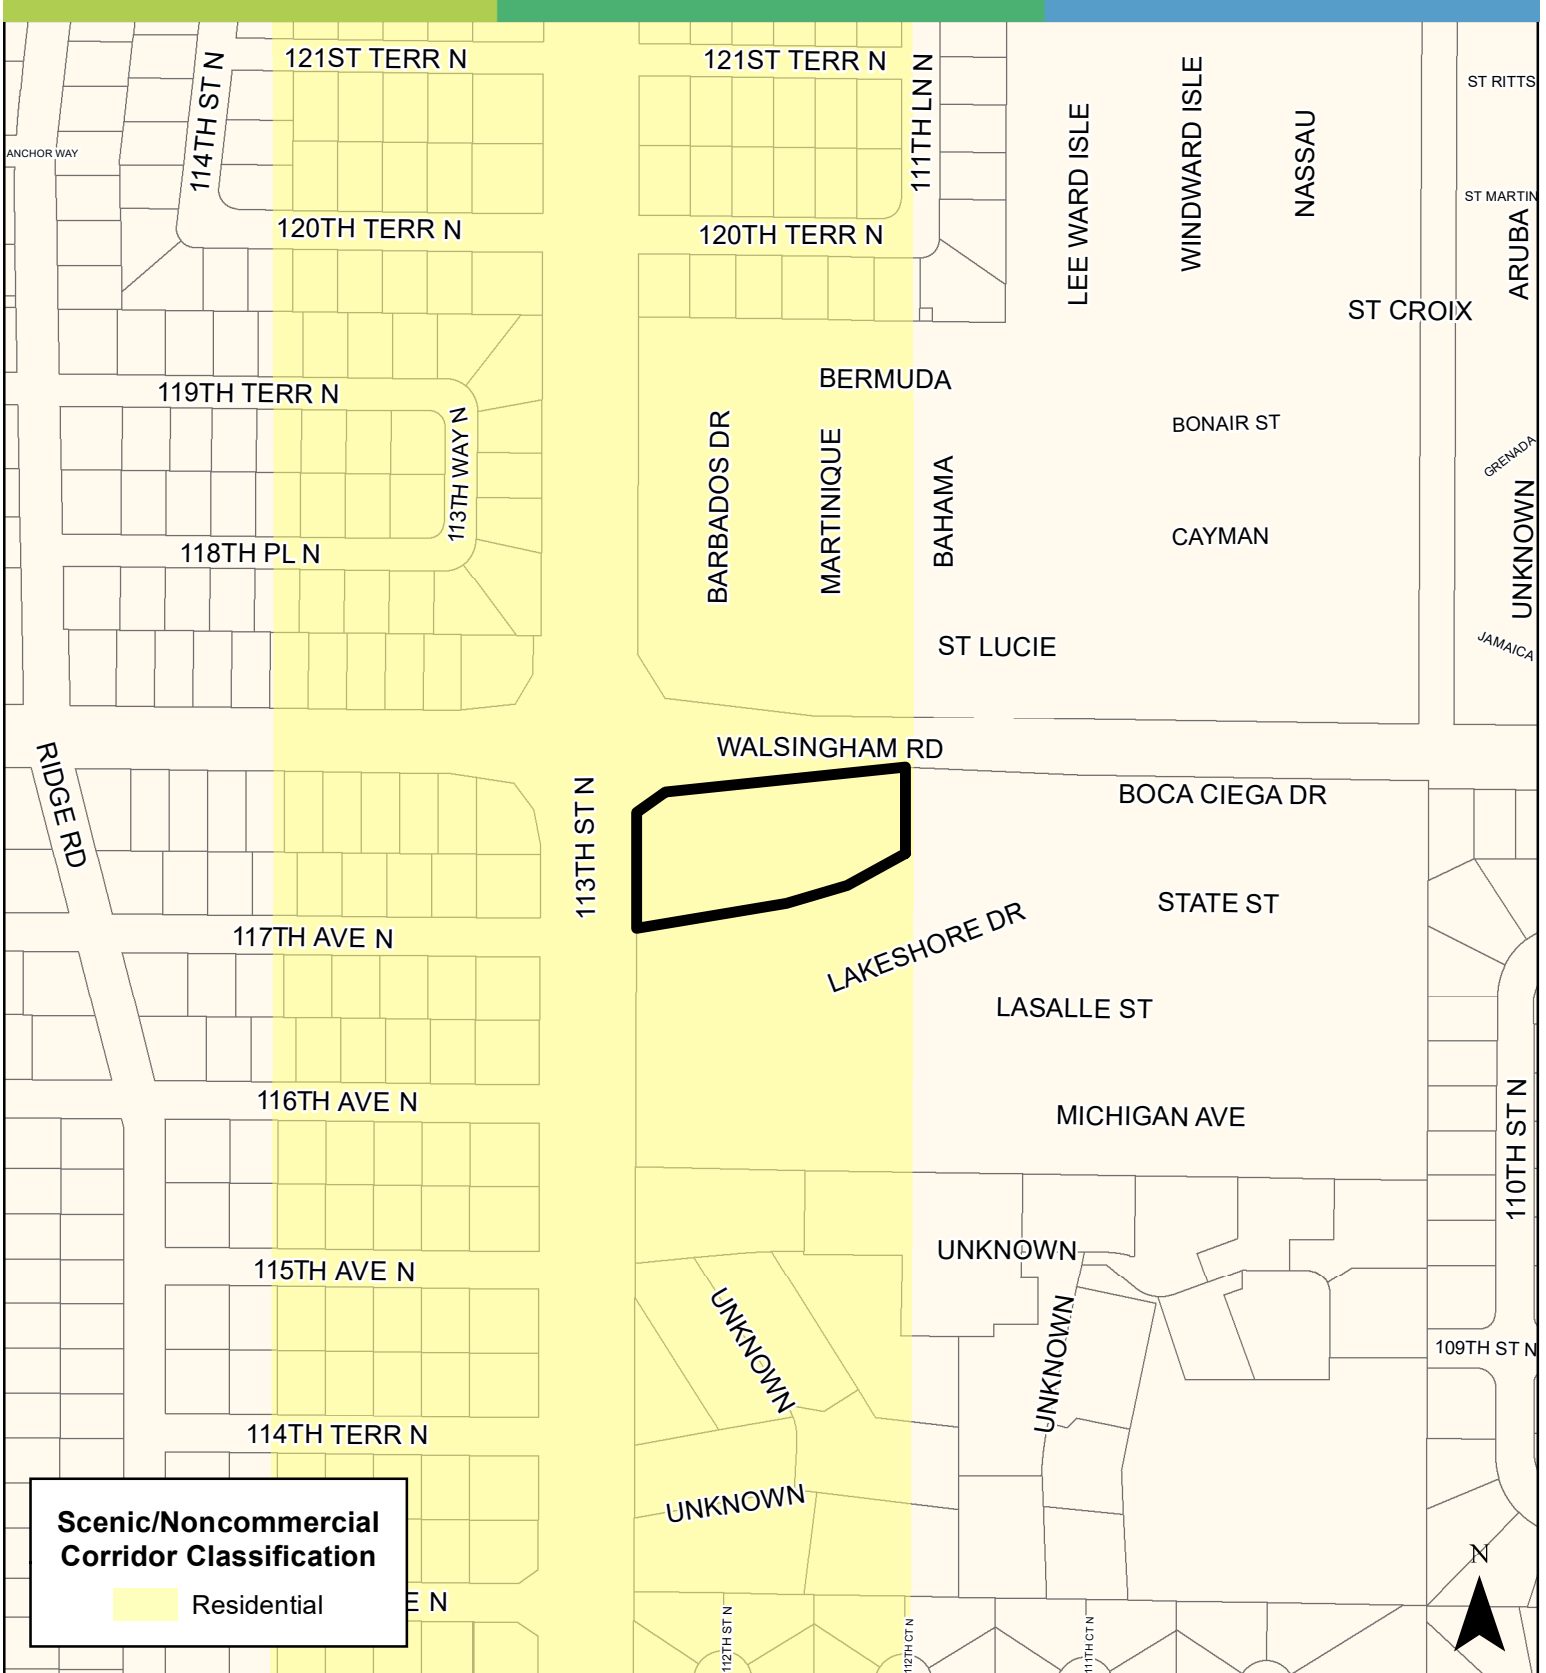 121ST TERR N
121ST TERR N
114TH ST N
111TH LN N
LEE WARD ISLE
WINDWARD ISLE
NASSAU
ST RITTS
ANCHOR WAY
ST MARTIN
ARUBA
120TH TERR N
120TH TERR N
ST CROIX
BERMUDA
119TH TERR N
113TH WAY N
BARBADOS DR
MARTINIQUE
BAHAMA
BONAIR ST
GRENADA
UNKNOWN
CAYMAN
118TH PL N
ST LUCIE
JAMAICA
WALSINGHAM RD
RIDGE RD
113TH ST N
BOCA CIEGA DR
STATE ST
117TH AVE N
LAKESHORE DR
LASALLE ST
116TH AVE N
MICHIGAN AVE
110TH ST N
UNKNOWN
115TH AVE N
UNKNOWN
UNKNOWN
109TH ST N
114TH TERR N
UNKNOWN
Scenic/Noncommercial
Corridor Classification
Residential
E N
N
112TH ST N
112TH CT N
111TH CT N